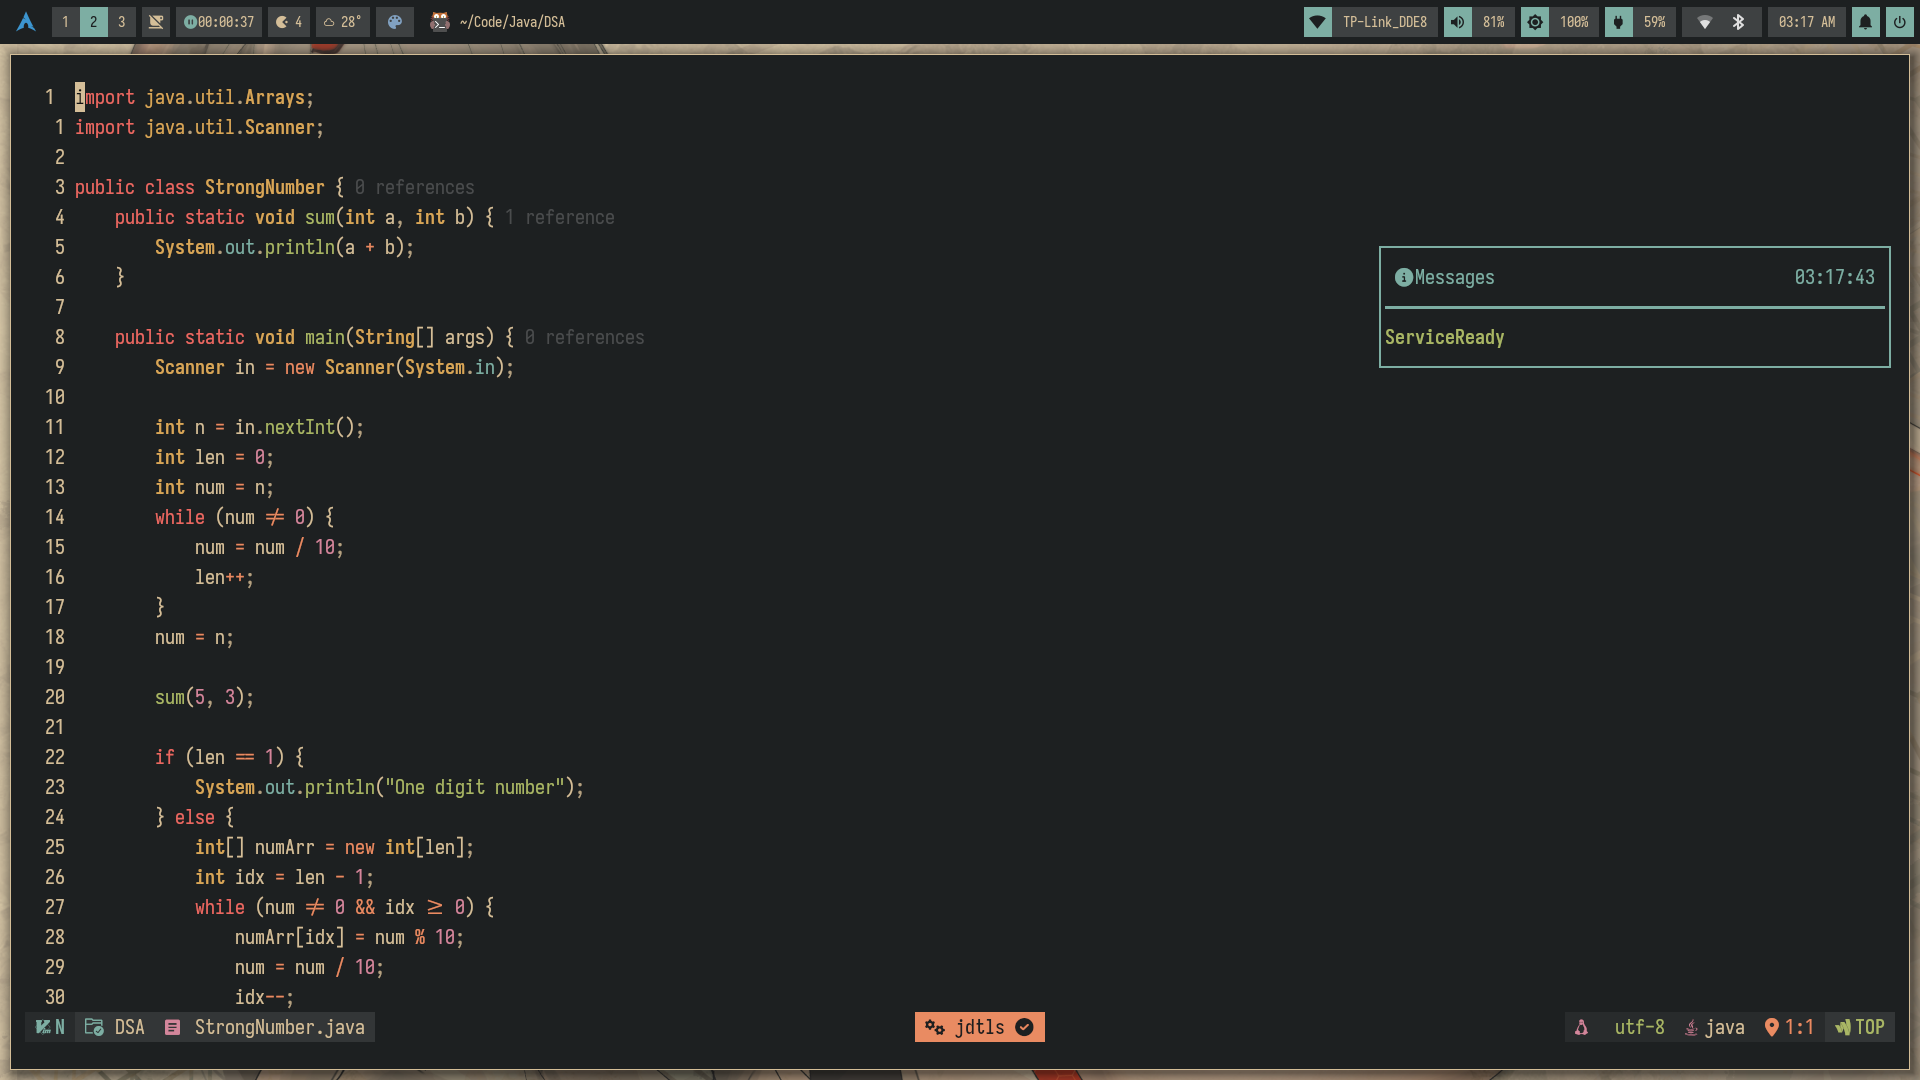 1 2 3 00:00:37 4 28° ~/Code/Java/DSA TP-Link_DDE8 81% 100% 59% 03:17 AM
1 import java.util.Arrays;
1 import java.util.Scanner;
2
3 public class StrongNumber { 0 references
4 public static void sum(int a, int b) { 1 reference
5 System.out.println(a + b);
6 }
7
8 public static void main(String[] args) { 0 references
9 Scanner in = new Scanner(System.in);
10
11 int n = in.nextInt();
12 int len = 0;
13 int num = n;
14 while (num ≠ 0) {
15 num = num / 10;
16 len++;
17 }
18 num = n;
19
20 sum(5, 3);
21
22 if (len == 1) {
23 System.out.println("One digit number");
24 } else {
25 int[] numArr = new int[len];
26 int idx = len - 1;
27 while (num ≠ 0 && idx ≥ 0) {
28 numArr[idx] = num % 10;
29 num = num / 10;
30 idx--;
Messages 03:17:43
ServiceReady
N DSA StrongNumber.java jdtls utf-8 java 1:1 TOP